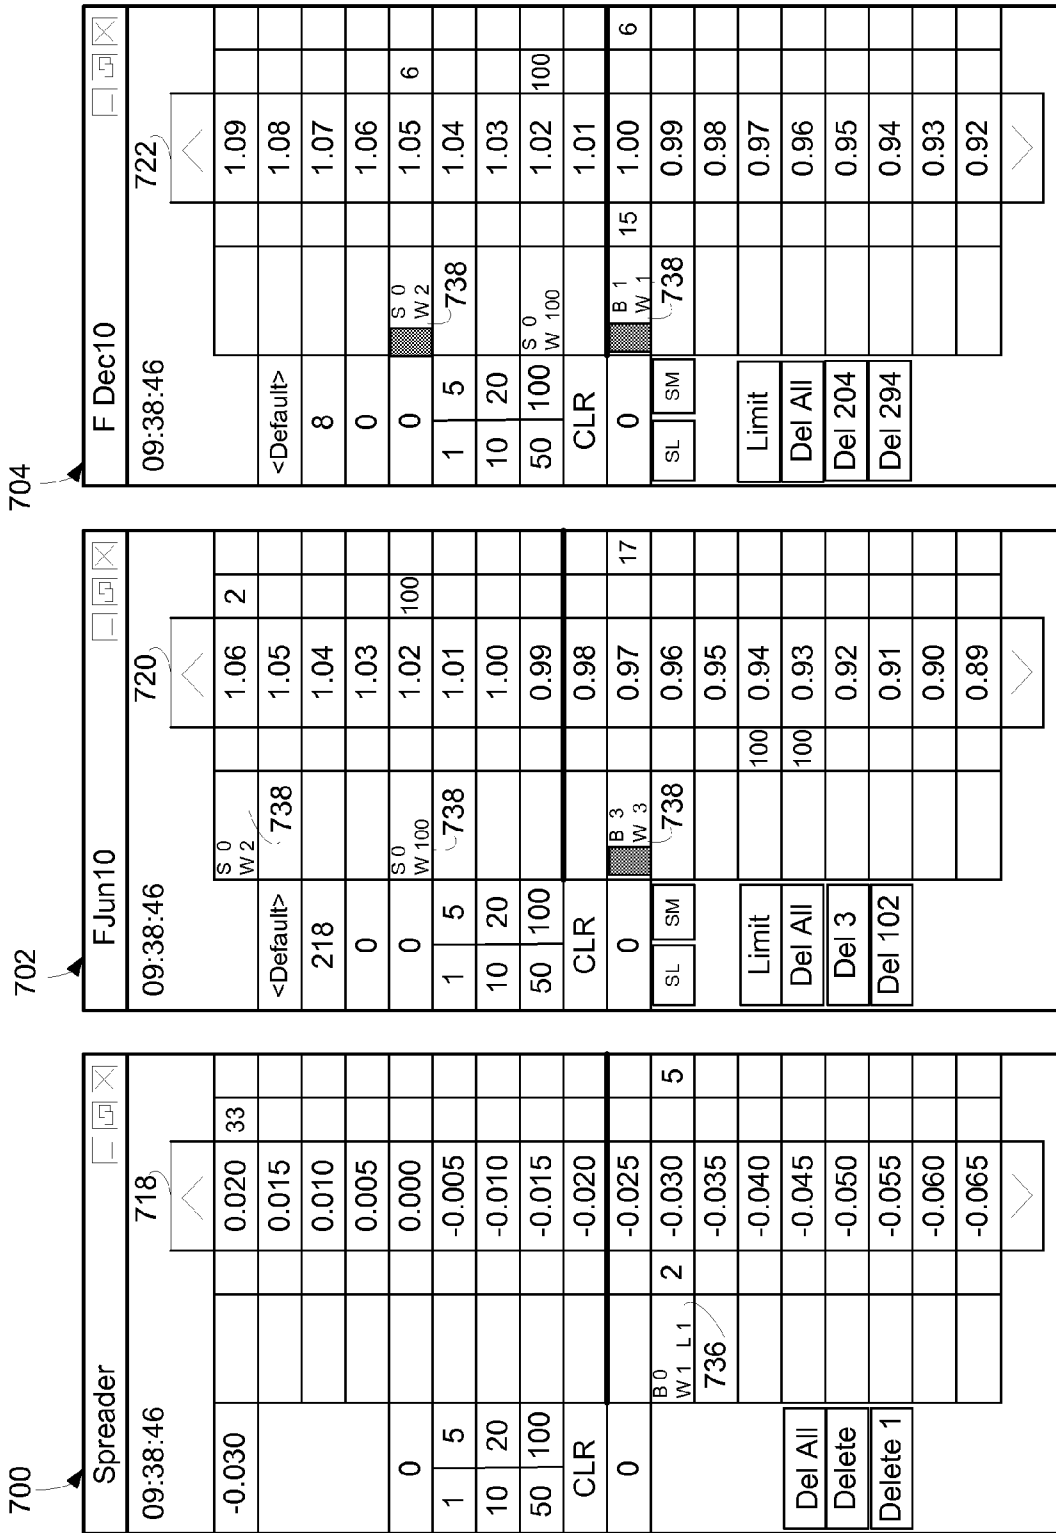 700
Spreader
09:38:46
718
-0.030 0.020 33
0.015
0.010
0.005
0 0.000
1 5 -0.005
10 20 -0.010
50 100 -0.015
CLR -0.020
0 -0.025
B 0
W 1 L 1 2 -0.030 5
736 -0.035
-0.040
Del All -0.045
Delete -0.050
Delete 1 -0.055
-0.060
-0.065
702
FJun10
09:38:46
720
S 0
W 2 1.06 2
<Default> 738 1.05
218 1.04
0 1.03
S 0
0 W 100 1.02 100
1 5 738 1.01
10 20 1.00
50 100 0.99
CLR 0.98
B 3
0 W 3 0.97 17
SL SM 738 0.96
0.95
Limit 100 0.94
Del All 100 0.93
Del 3 0.92
Del 102 0.91
0.90
0.89
704
F Dec10
09:38:46
722
1.09
<Default> 1.08
8 1.07
0 1.06
S 0
0 W 2 1.05 6
1 5 738 1.04
10 20 1.03
S 0
50 100 W 100 1.02 100
CLR 1.01
B 1
0 W 1 15 1.00 6
SL SM 738 0.99
0.98
Limit 0.97
Del All 0.96
Del 204 0.95
Del 294 0.94
0.93
0.92